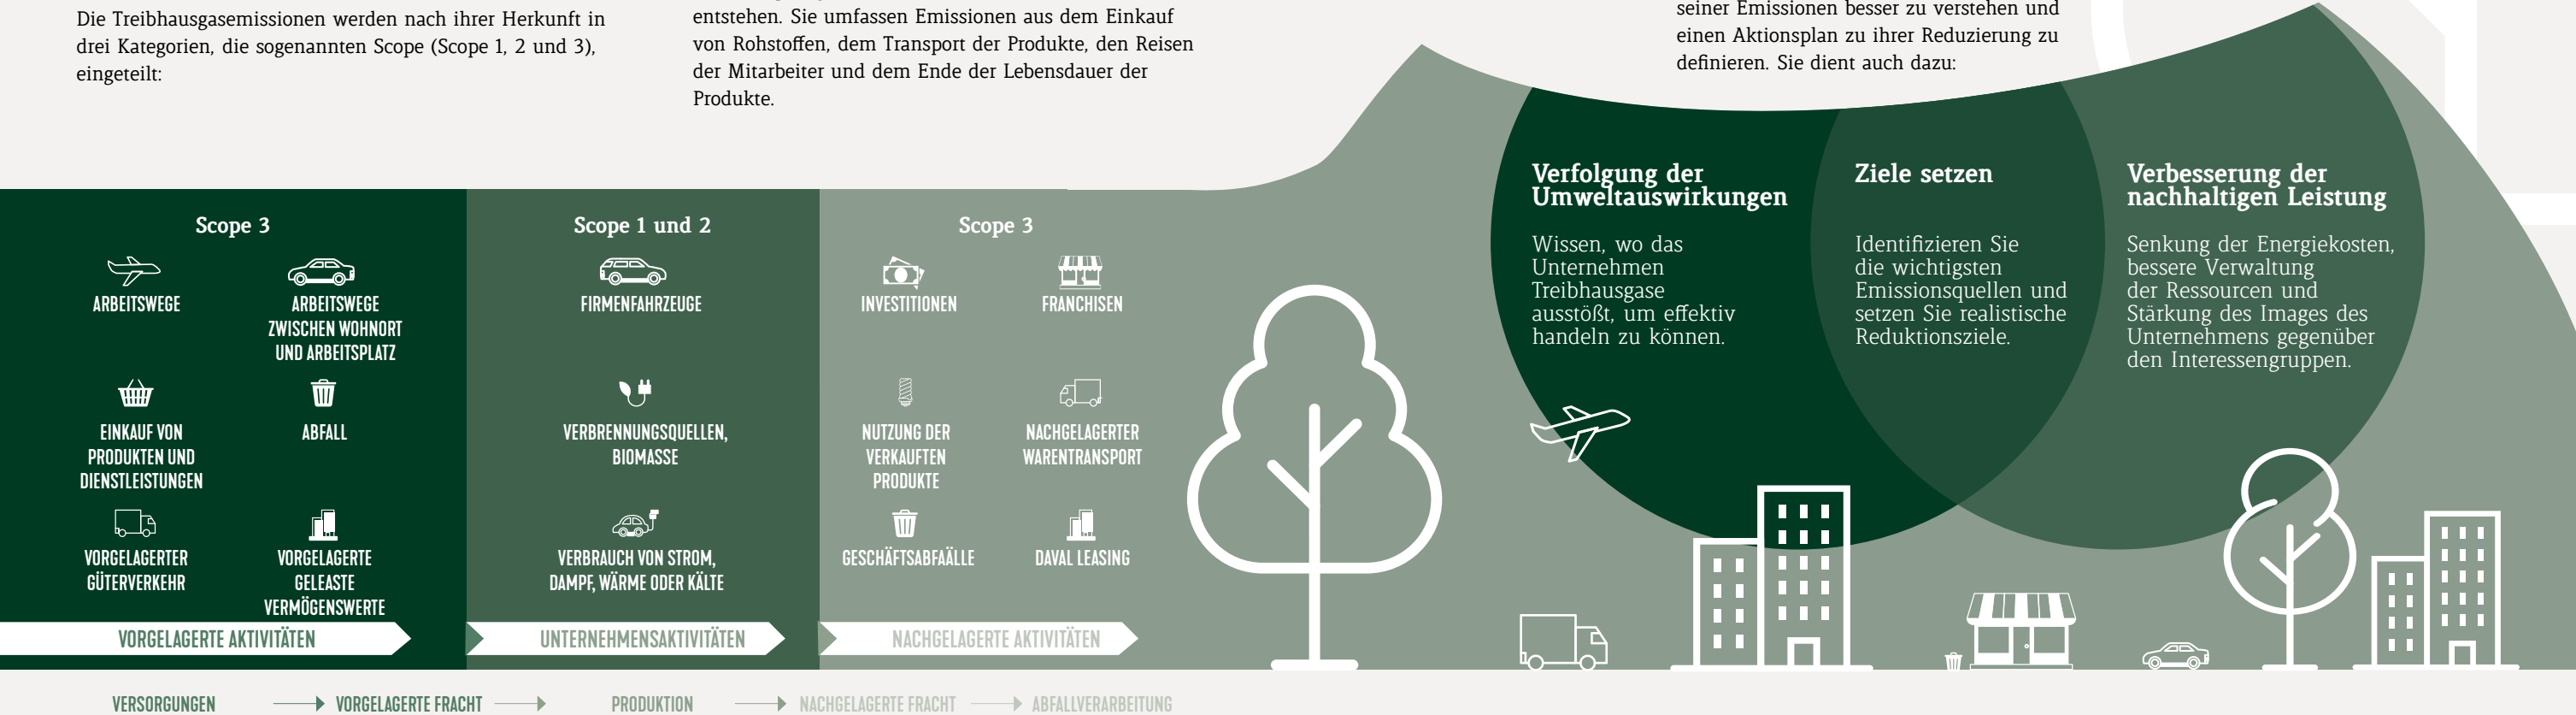 Die Treibhausgasemissionen werden nach ihrer Herkunft in
drei Kategorien, die sogenannten Scope (Scope 1, 2 und 3),
eingeteilt:
entstehen. Sie umfassen Emissionen aus dem Einkauf
von Rohstoffen, dem Transport der Produkte, den Reisen
der Mitarbeiter und dem Ende der Lebensdauer der
Produkte.
seiner Emissionen besser zu verstehen und
einen Aktionsplan zu ihrer Reduzierung zu
definieren. Sie dient auch dazu:
Scope 3
ARBEITSWEGE
ARBEITSWEGE
ZWISCHEN WOHNORT
UND ARBEITSPLATZ
EINKAUF VON
PRODUKTEN UND
DIENSTLEISTUNGEN
ABFALL
VORGELAGERTER
GÜTERVERKEHR
VORGELAGERTE
GELEASTE
VERMÖGENSWERTE
VORGELAGERTE AKTIVITÄTEN
Scope 1 und 2
FIRMENFAHRZEUGE
VERBRENNUNGSQUELLEN,
BIOMASSE
VERBRAUCH VON STROM,
DAMPF, WÄRME ODER KÄLTE
UNTERNEHMENSAKTIVITÄTEN
Scope 3
INVESTITIONEN
FRANCHISEN
NUTZUNG DER
VERKAUFTEN
PRODUKTE
NACHGELAGERTER
WARENTRANSPORT
GESCHÄFTSABFAÄLLE
DAVAL LEASING
NACHGELAGERTE AKTIVITÄTEN
VERSORGUNGEN
VORGELAGERTE FRACHT
PRODUKTION
NACHGELAGERTE FRACHT
ABFALLVERARBEITUNG
Verfolgung der
Umweltauswirkungen
Wissen, wo das
Unternehmen
Treibhausgase
ausstößt, um effektiv
handeln zu können.
Ziele setzen
Identifizieren Sie
die wichtigsten
Emissionsquellen und
setzen Sie realistische
Reduktionsziele.
Verbesserung der
nachhaltigen Leistung
Senkung der Energiekosten,
bessere Verwaltung
der Ressourcen und
Stärkung des Images des
Unternehmens gegenüber
den Interessengruppen.